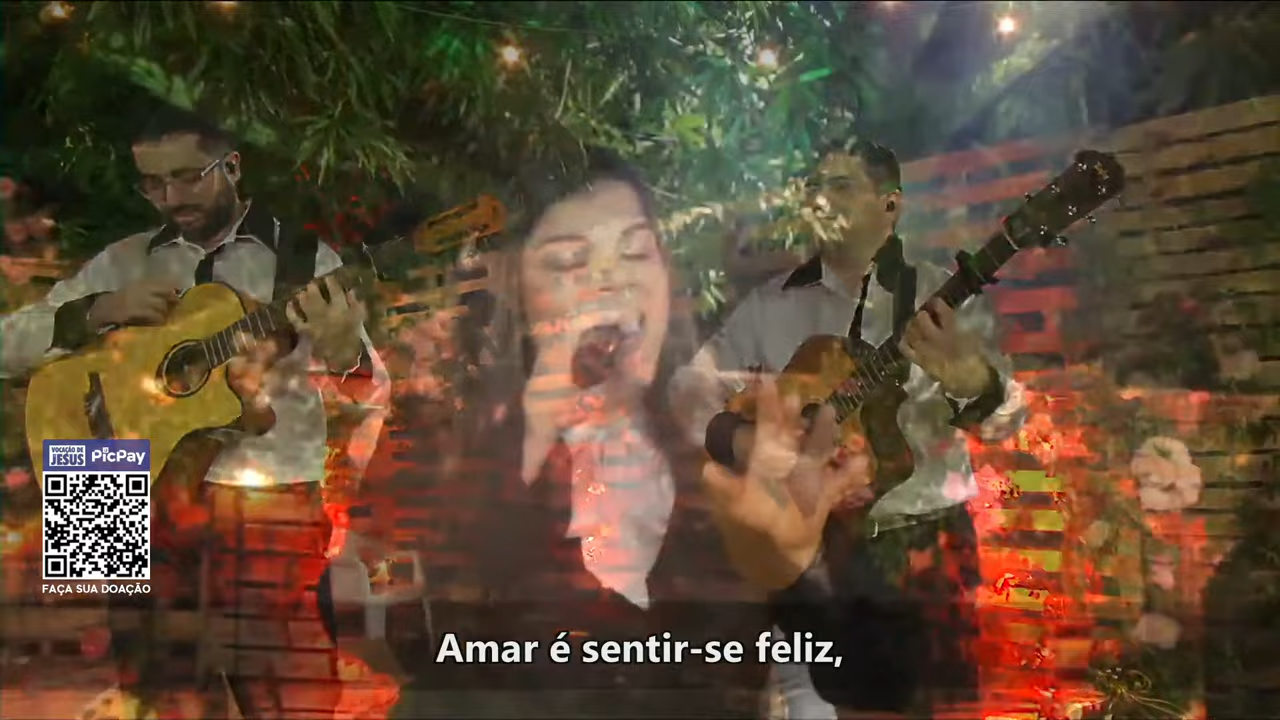 VOCAÇÃO DE
JESUS
PicPay
FAÇA SUA DOAÇÃO
Amar é sentir-se feliz,